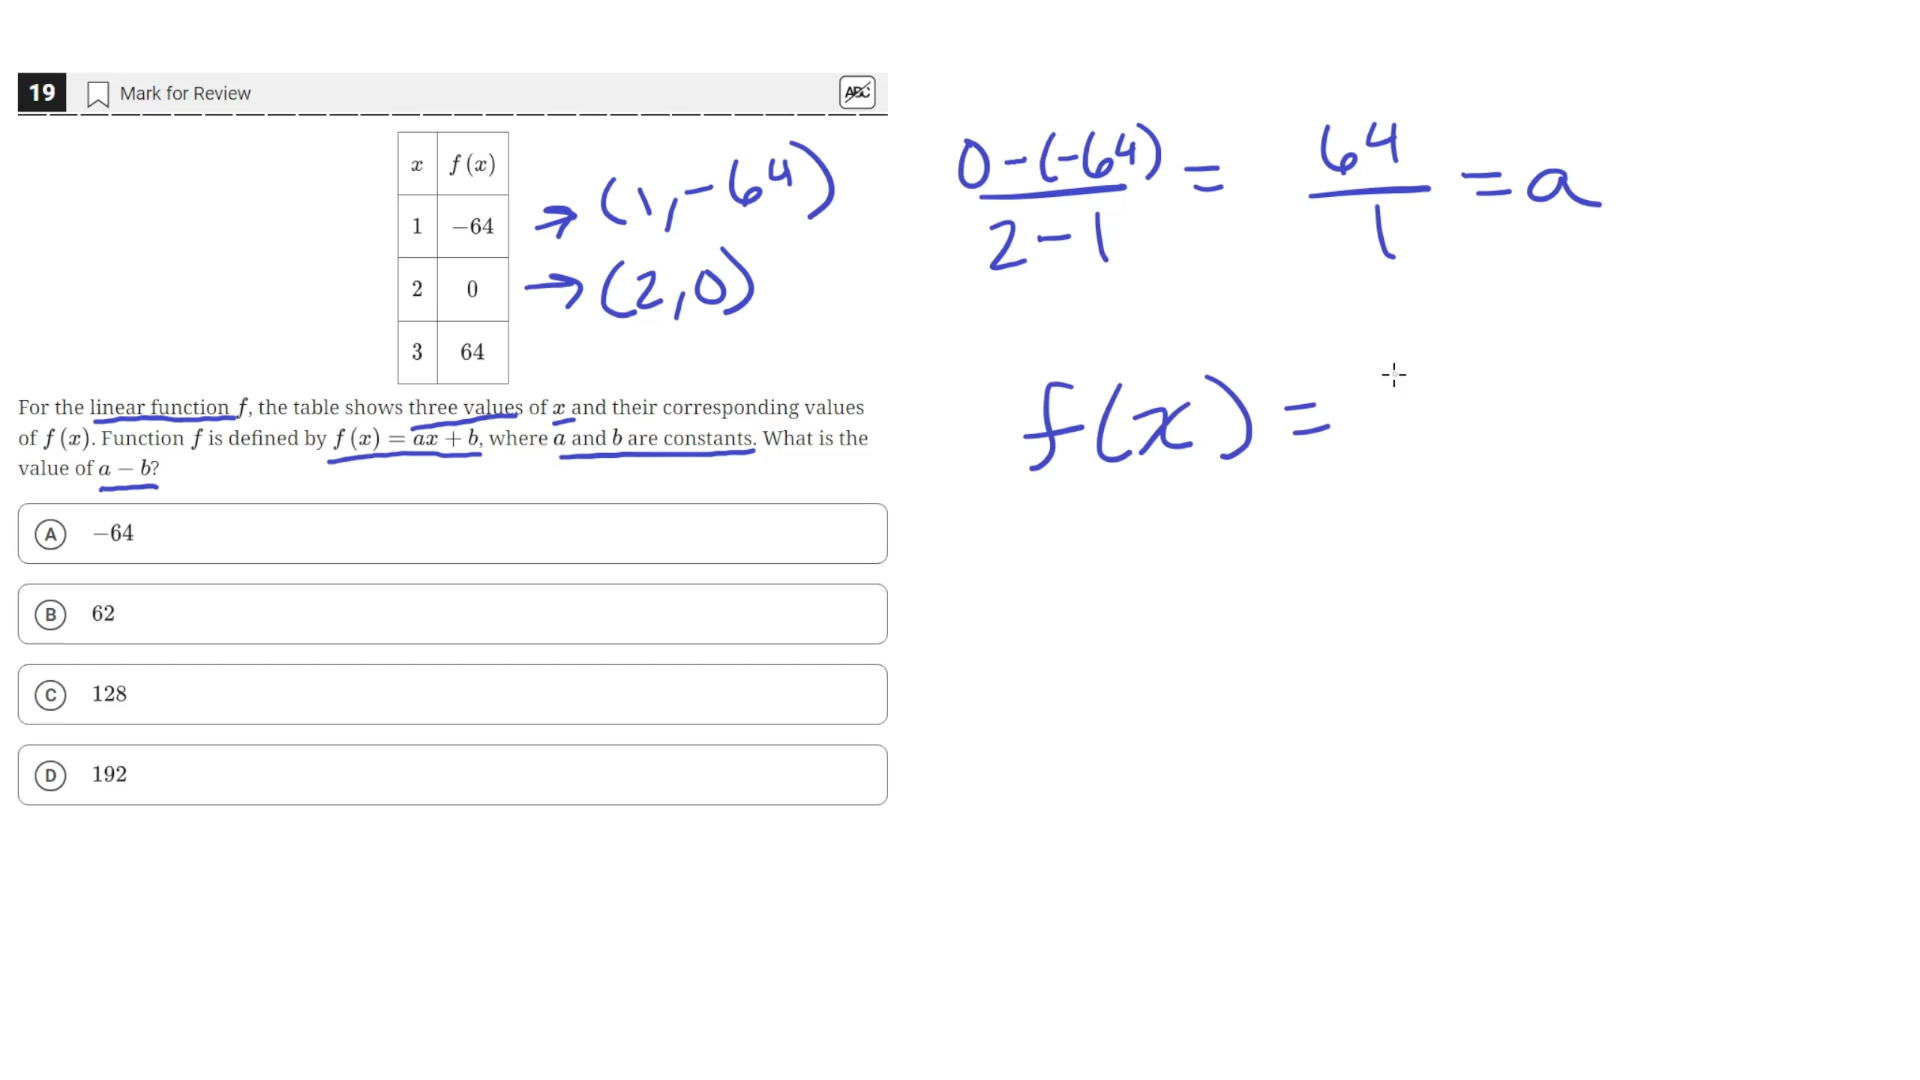 19 Mark for Review ABC
x f (x)
1 −64 → (1, -64)
2 0 → (2, 0)
3 64
For the linear function f, the table shows three values of x and their corresponding values
of f (x). Function f is defined by f (x) = ax + b, where a and b are constants. What is the
value of a − b?
A −64
B 62
C 128
D 192
0-(-64) = 64 = a
2-1 1
f(x) =